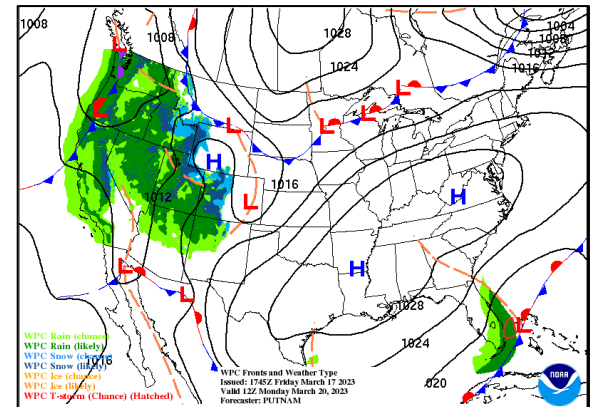 1008
1008
1028
1024
1004
1008
1012
1016
L
L
L
L
L
L
L
H
1016
L
1012
H
L
H
L
1028
L
1024
1016
020
WPC Rain (chance)
WPC Rain (likely)
WPC Snow (chance)
WPC Snow (likely)
WPC Ice (chance)
WPC Ice (likely)
WPC T-storm (Chance) (Hatched)
WPC Fronts and Weather Type
Issued: 1745Z Friday March 17 2023
Valid 12Z Monday March 20, 2023
Forecaster: PUTNAM
NOAA